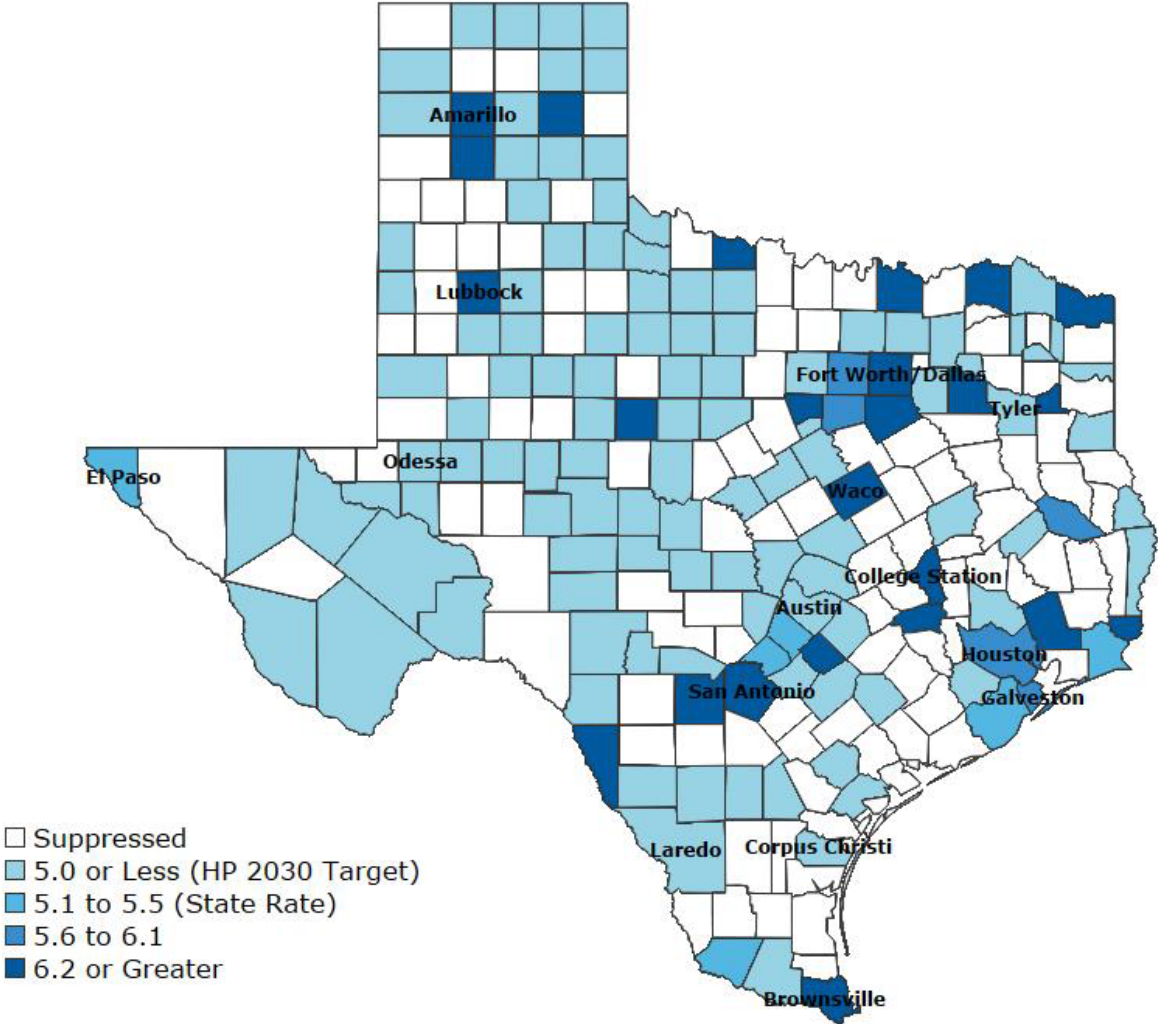 Amarillo
Lubbock
Fort Worth/Dallas
Tyler
Odessa
El Paso
Waco
College Station
Austin
Houston
San Antonio
Galveston
Suppressed
Laredo
Corpus Christi
5.0 or Less (HP 2030 Target)
5.1 to 5.5 (State Rate)
5.6 to 6.1
6.2 or Greater
Brownsville